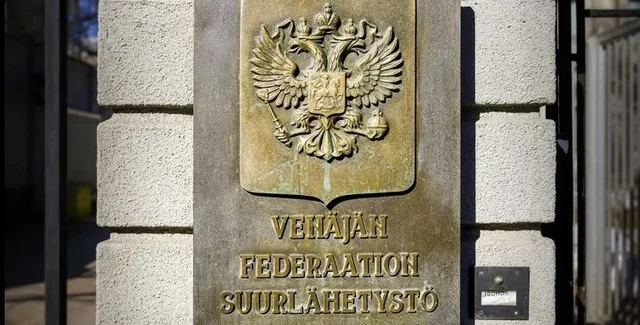 VENÄJÄN
FEDERAATION
SUURLÄHETYSTÖ